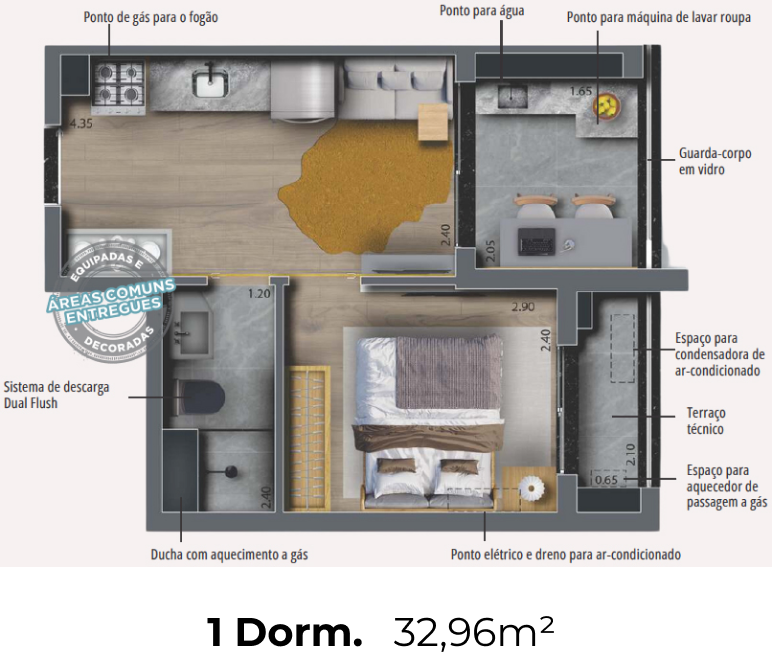 Ponto de gás para o fogão
Ponto para água
Ponto para máquina de lavar roupa
1.65
4.35
Guarda-corpo
em vidro
2.40
2.05
EQUIPADAS E
ÁREAS COMUNS
ENTREGUES
DECORADAS
1.20
2.90
2.40
Espaço para
condensadora de
ar-condicionado
Sistema de descarga
Dual Flush
Terraço
técnico
2.10
Espaço para
aquecedor de
passagem a gás
0.65
2.40
Ducha com aquecimento a gás
Ponto elétrico e dreno para ar-condicionado
1 Dorm. 32,96m²